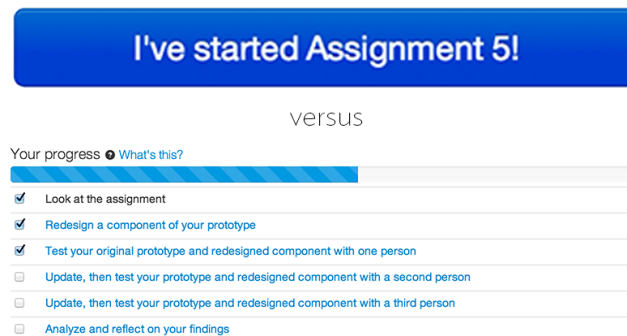 I've started Assignment 5!
versus
Your progress ? What's this?
Look at the assignment
Redesign a component of your prototype
Test your original prototype and redesigned component with one person
Update, then test your prototype and redesigned component with a second person
Update, then test your prototype and redesigned component with a third person
Analyze and reflect on your findings